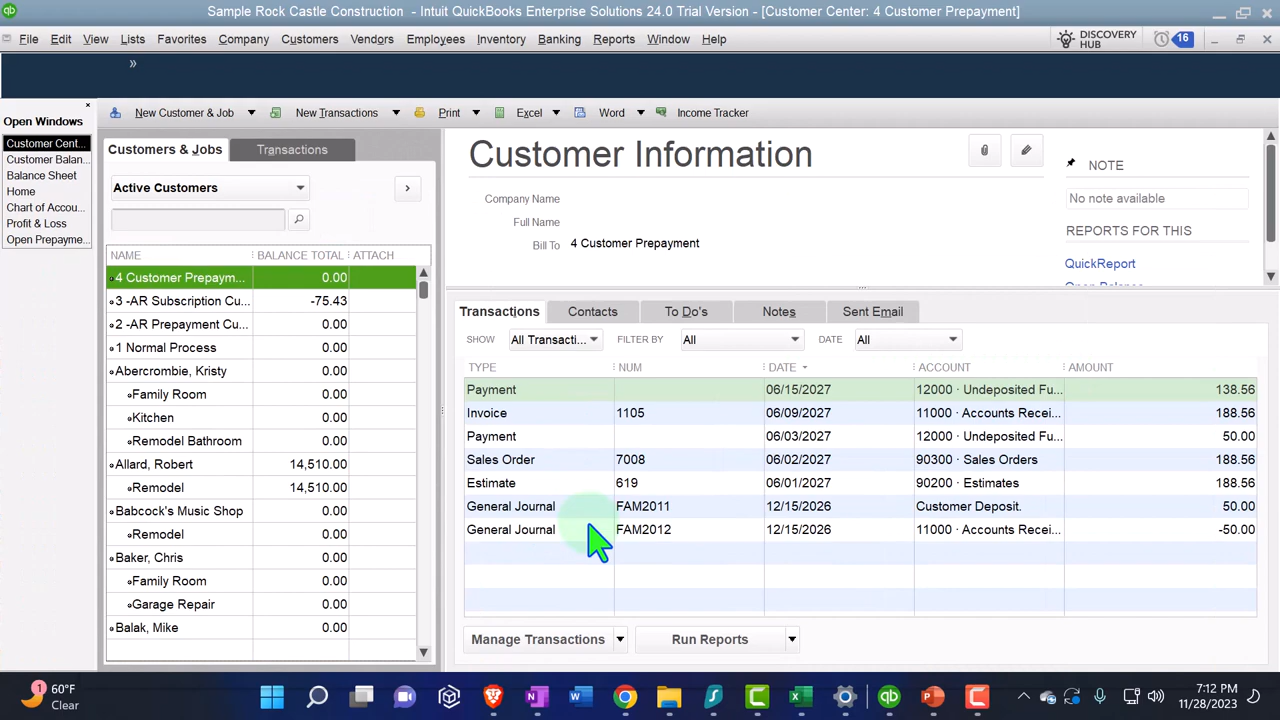 Sample Rock Castle Construction - Intuit QuickBooks Enterprise Solutions 24.0 Trial Version - [Customer Center: 4 Customer Prepayment]
File Edit View Lists Favorites Company Customers Vendors Employees Inventory Banking Reports Window Help DISCOVERY HUB 16
»
Open Windows
Customer Cent...
Customer Balan...
Balance Sheet
Home
Chart of Accou...
Profit & Loss
Open Prepayme...
New Customer & Job New Transactions Print Excel Word Income Tracker
Customers & Jobs Transactions
Active Customers
NAME BALANCE TOTAL ATTACH
4 Customer Prepaym... 0.00
3 -AR Subscription Cu... -75.43
2 -AR Prepayment Cu... 0.00
1 Normal Process 0.00
Abercrombie, Kristy 0.00
Family Room 0.00
Kitchen 0.00
Remodel Bathroom 0.00
Allard, Robert 14,510.00
Remodel 14,510.00
Babcock's Music Shop 0.00
Remodel 0.00
Baker, Chris 0.00
Family Room 0.00
Garage Repair 0.00
Balak, Mike 0.00
Customer Information
Company Name
Full Name
Bill To 4 Customer Prepayment
NOTE
No note available
REPORTS FOR THIS
QuickReport
Transactions Contacts To Do's Notes Sent Email
SHOW All Transacti... FILTER BY All DATE All
TYPE NUM DATE ACCOUNT AMOUNT
Payment 06/15/2027 12000 · Undeposited Fu... 138.56
Invoice 1105 06/09/2027 11000 · Accounts Recei... 188.56
Payment 06/03/2027 12000 · Undeposited Fu... 50.00
Sales Order 7008 06/02/2027 90300 · Sales Orders 188.56
Estimate 619 06/01/2027 90200 · Estimates 188.56
General Journal FAM2011 12/15/2026 Customer Deposit. 50.00
General Journal FAM2012 12/15/2026 11000 · Accounts Recei... -50.00
Manage Transactions Run Reports
1 60°F
Clear
7:12 PM
11/28/2023